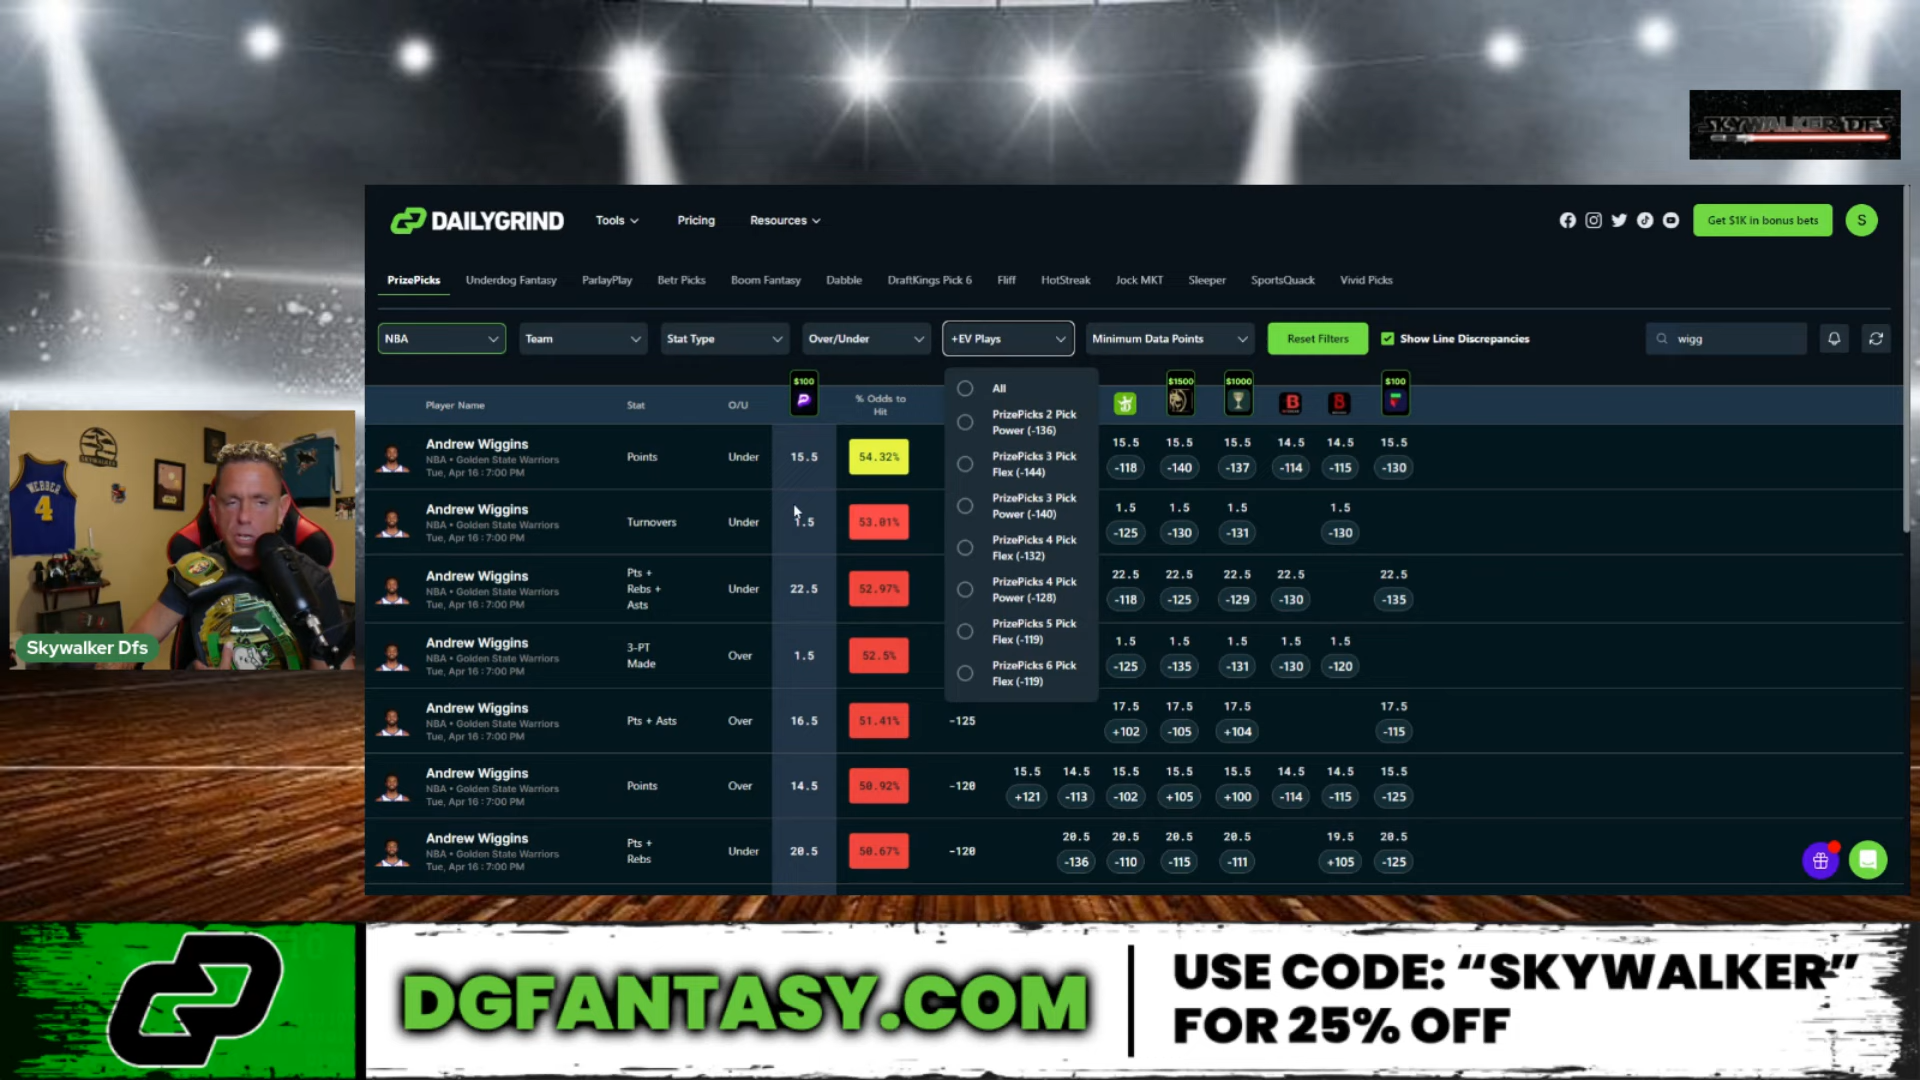 SKYWALKER DFS
DAILYGRIND
Tools
Pricing
Resources
Get $1K in bonus bets
S
PrizePicks
Underdog Fantasy
ParlayPlay
Betr Picks
Boom Fantasy
Dabble
DraftKings Pick 6
Fliff
HotStreak
Jock MKT
Sleeper
SportsQuack
Vivid Picks
NBA
Team
Stat Type
Over/Under
+EV Plays
Minimum Data Points
Reset Filters
Show Line Discrepancies
wigg
Player Name
Stat
O/U
$100
% Odds to
Hit
$1500
$1000
$100
All
PrizePicks 2 Pick
Power (-136)
PrizePicks 3 Pick
Flex (-144)
PrizePicks 3 Pick
Power (-140)
PrizePicks 4 Pick
Flex (-132)
PrizePicks 4 Pick
Power (-128)
PrizePicks 5 Pick
Flex (-119)
PrizePicks 6 Pick
Flex (-119)
Andrew Wiggins
NBA • Golden State Warriors
Tue, Apr 16 : 7:00 PM
Points
Under
15.5
54.32%
15.5 15.5 15.5 14.5 14.5 15.5
-118 -140 -137 -114 -115 -130
Andrew Wiggins
NBA • Golden State Warriors
Tue, Apr 16 : 7:00 PM
Turnovers
Under
1.5
53.01%
1.5 1.5 1.5 1.5
-125 -130 -131 -130
Andrew Wiggins
NBA • Golden State Warriors
Tue, Apr 16 : 7:00 PM
Pts +
Rebs +
Asts
Under
22.5
52.97%
22.5 22.5 22.5 22.5 22.5
-118 -125 -129 -130 -135
Andrew Wiggins
NBA • Golden State Warriors
Tue, Apr 16 : 7:00 PM
3-PT
Made
Over
1.5
52.5%
1.5 1.5 1.5 1.5 1.5
-125 -135 -131 -130 -120
Andrew Wiggins
NBA • Golden State Warriors
Tue, Apr 16 : 7:00 PM
Pts + Asts
Over
16.5
51.41%
-125
17.5 17.5 17.5 17.5
+102 -105 +104 -115
Andrew Wiggins
NBA • Golden State Warriors
Tue, Apr 16 : 7:00 PM
Points
Over
14.5
50.92%
-120
15.5 14.5 15.5 15.5 15.5 14.5 14.5 15.5
+121 -113 -102 +105 +100 -114 -115 -125
Andrew Wiggins
NBA • Golden State Warriors
Tue, Apr 16 : 7:00 PM
Pts +
Rebs
Under
20.5
50.67%
-120
20.5 20.5 20.5 20.5 19.5 20.5
-136 -110 -115 -111 +105 -125
WEBBER
4
Skywalker Dfs
DGFANTASY.COM
USE CODE: “SKYWALKER”
FOR 25% OFF